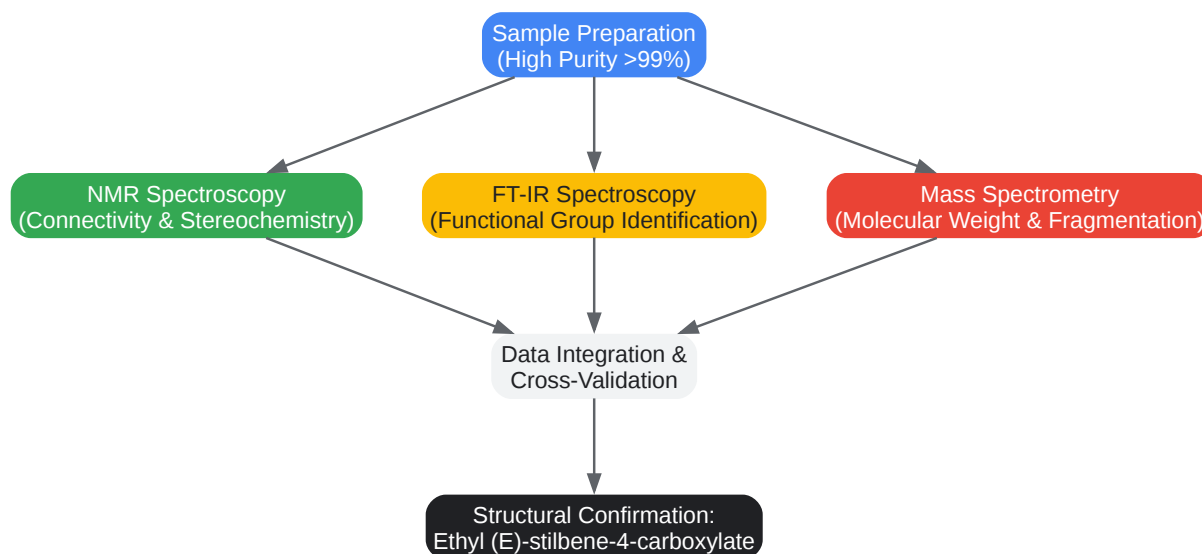 Sample Preparation
(High Purity >99%)
NMR Spectroscopy
(Connectivity & Stereochemistry)
FT-IR Spectroscopy
(Functional Group Identification)
Mass Spectrometry
(Molecular Weight & Fragmentation)
Data Integration &
Cross-Validation
Structural Confirmation:
Ethyl (E)-stilbene-4-carboxylate